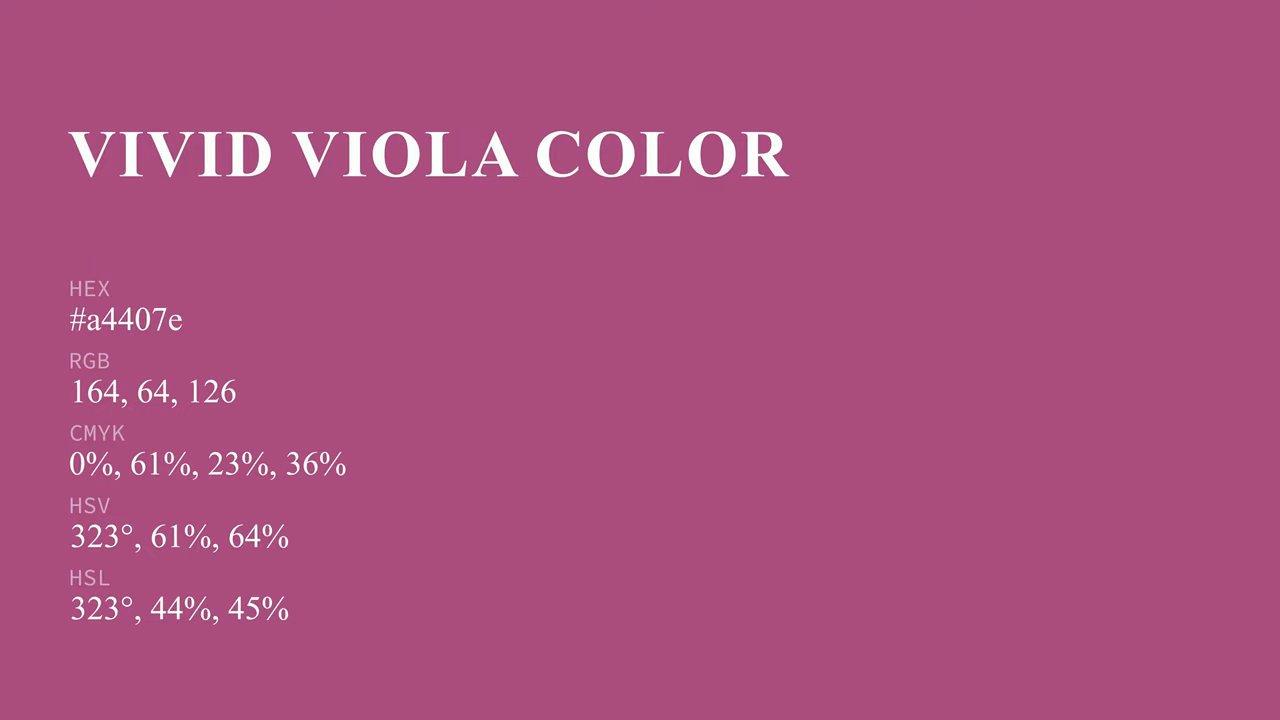 VIVID VIOLA COLOR
HEX
#a4407e
RGB
164, 64, 126
CMYK
0%, 61%, 23%, 36%
HSV
323°, 61%, 64%
HSL
323°, 44%, 45%